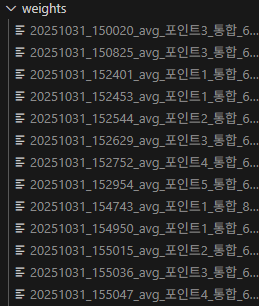 weights
20251031_150020_avg_포인트3_통합_6...
20251031_150825_avg_포인트3_통합_6...
20251031_152401_avg_포인트1_통합_6...
20251031_152453_avg_포인트1_통합_6...
20251031_152544_avg_포인트2_통합_6...
20251031_152629_avg_포인트3_통합_6...
20251031_152752_avg_포인트4_통합_6...
20251031_152954_avg_포인트5_통합_6...
20251031_154743_avg_포인트1_통합_8...
20251031_154950_avg_포인트1_통합_6...
20251031_155015_avg_포인트2_통합_6...
20251031_155036_avg_포인트3_통합_6...
20251031_155047_avg_포인트4_통합_6...